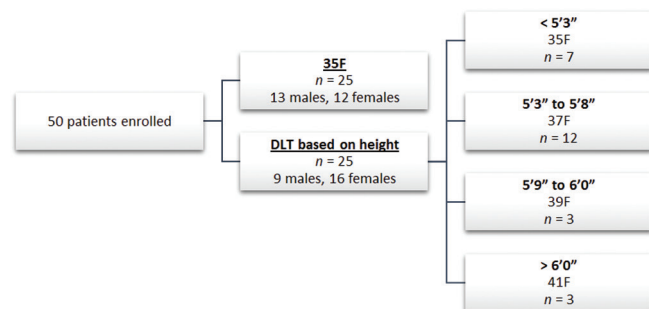 50 patients enrolled
35F
n = 25
13 males, 12 females
DLT based on height
n = 25
9 males, 16 females
< 5’3”
35F
n = 7
5’3” to 5’8”
37F
n = 12
5’9” to 6’0”
39F
n = 3
> 6’0”
41F
n = 3